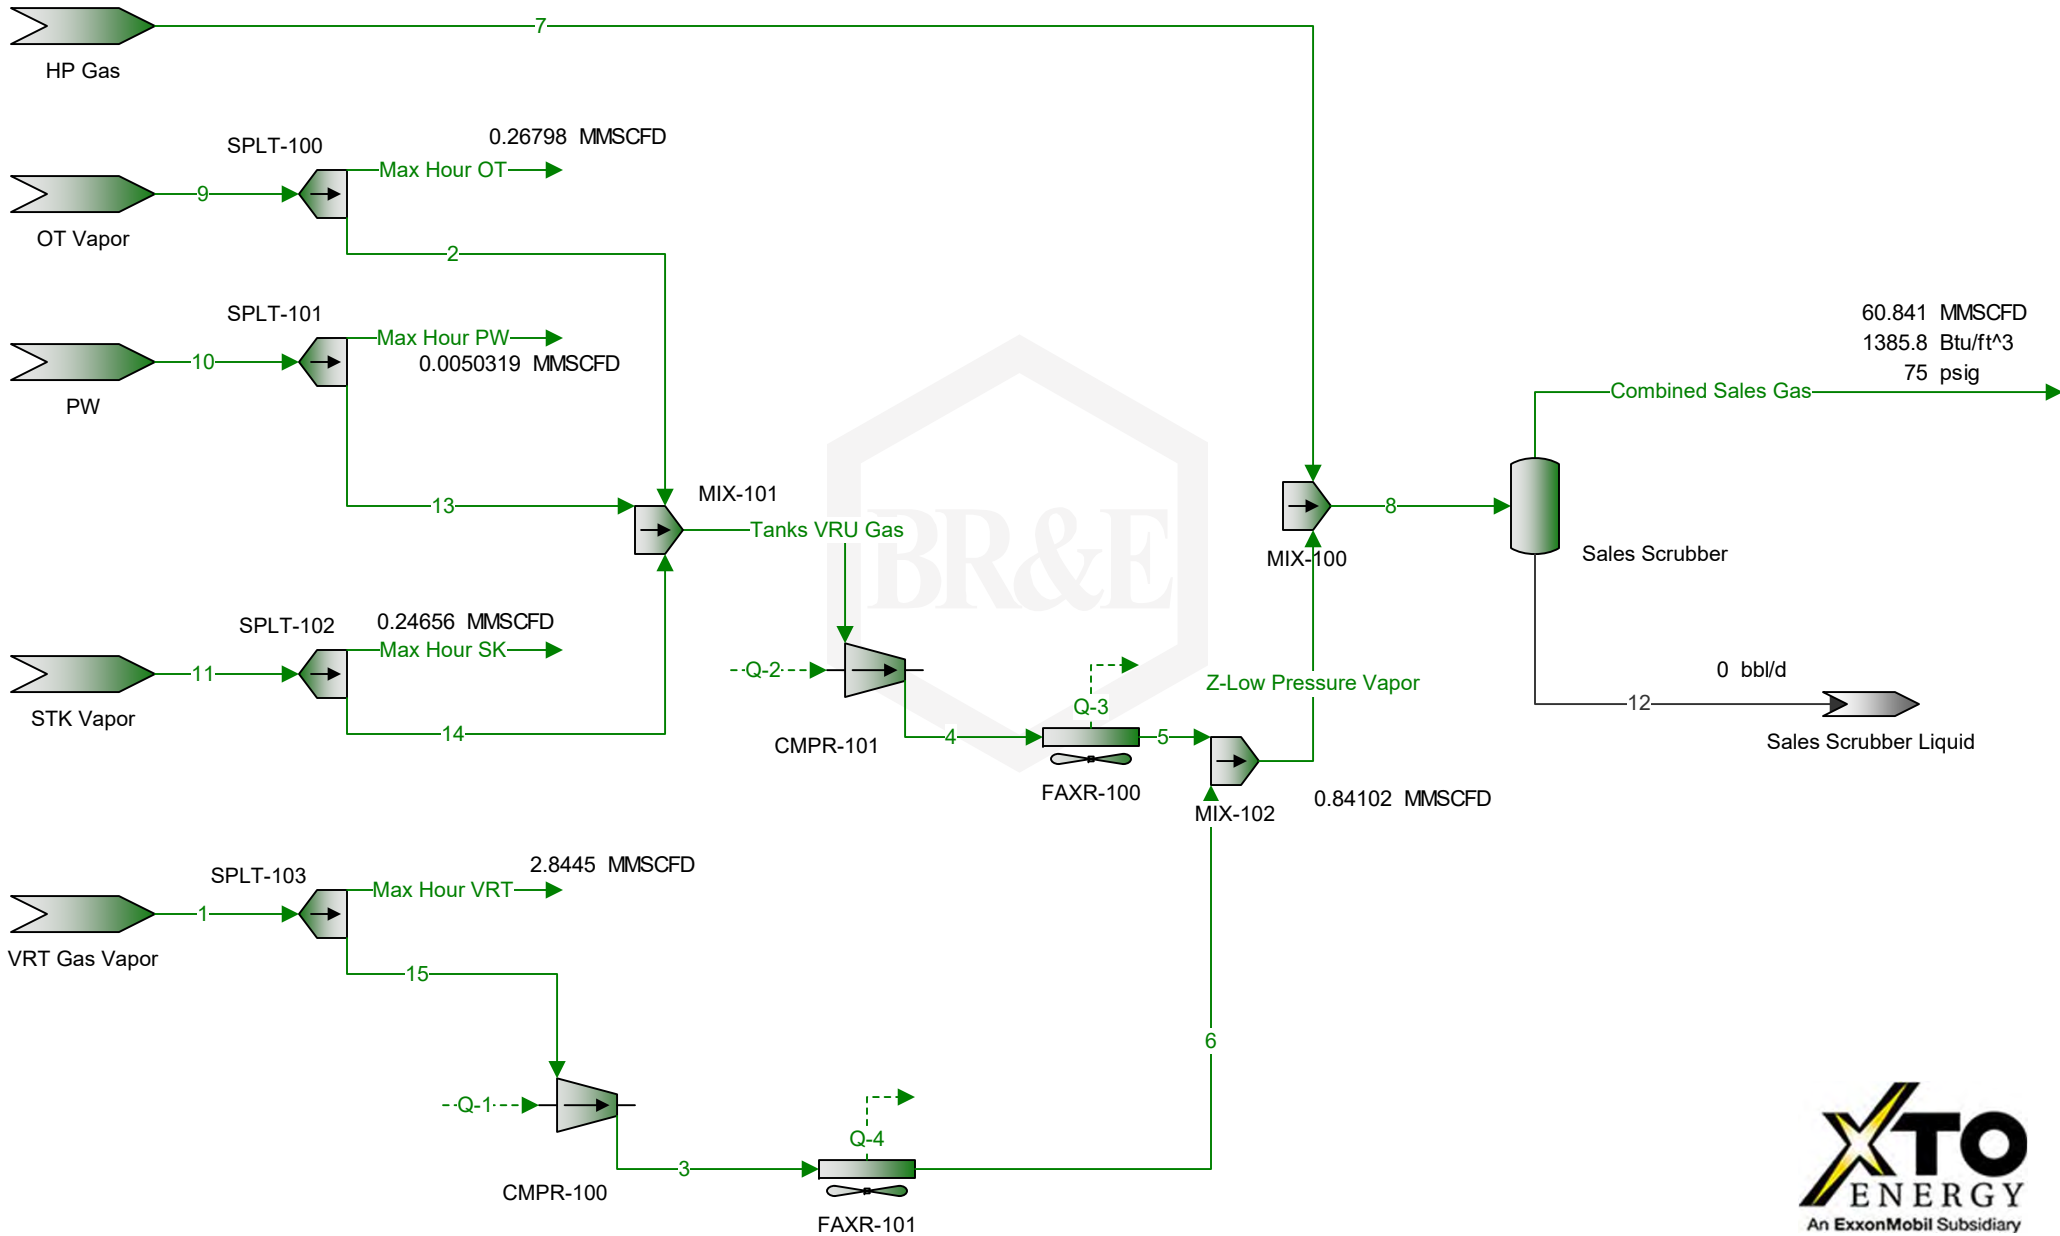 7
HP Gas
SPLT-100
0.26798 MMSCFD
Max Hour OT
9
OT Vapor
2
SPLT-101
Max Hour PW
0.0050319 MMSCFD
10
PW
13
MIX-101
Tanks VRU Gas
SPLT-102
0.24656 MMSCFD
Max Hour SK
11
STK Vapor
14
BR&E
Q-2
CMPR-101
4
Q-3
5
FAXR-100
Z-Low Pressure Vapor
MIX-102
0.84102 MMSCFD
MIX-100
8
60.841 MMSCFD
1385.8 Btu/ft^3
75 psig
Combined Sales Gas
Sales Scrubber
0 bbl/d
12
Sales Scrubber Liquid
SPLT-103
2.8445 MMSCFD
Max Hour VRT
1
VRT Gas Vapor
15
6
Q-1
CMPR-100
3
Q-4
FAXR-101
XTO
ENERGY
An ExxonMobil Subsidiary